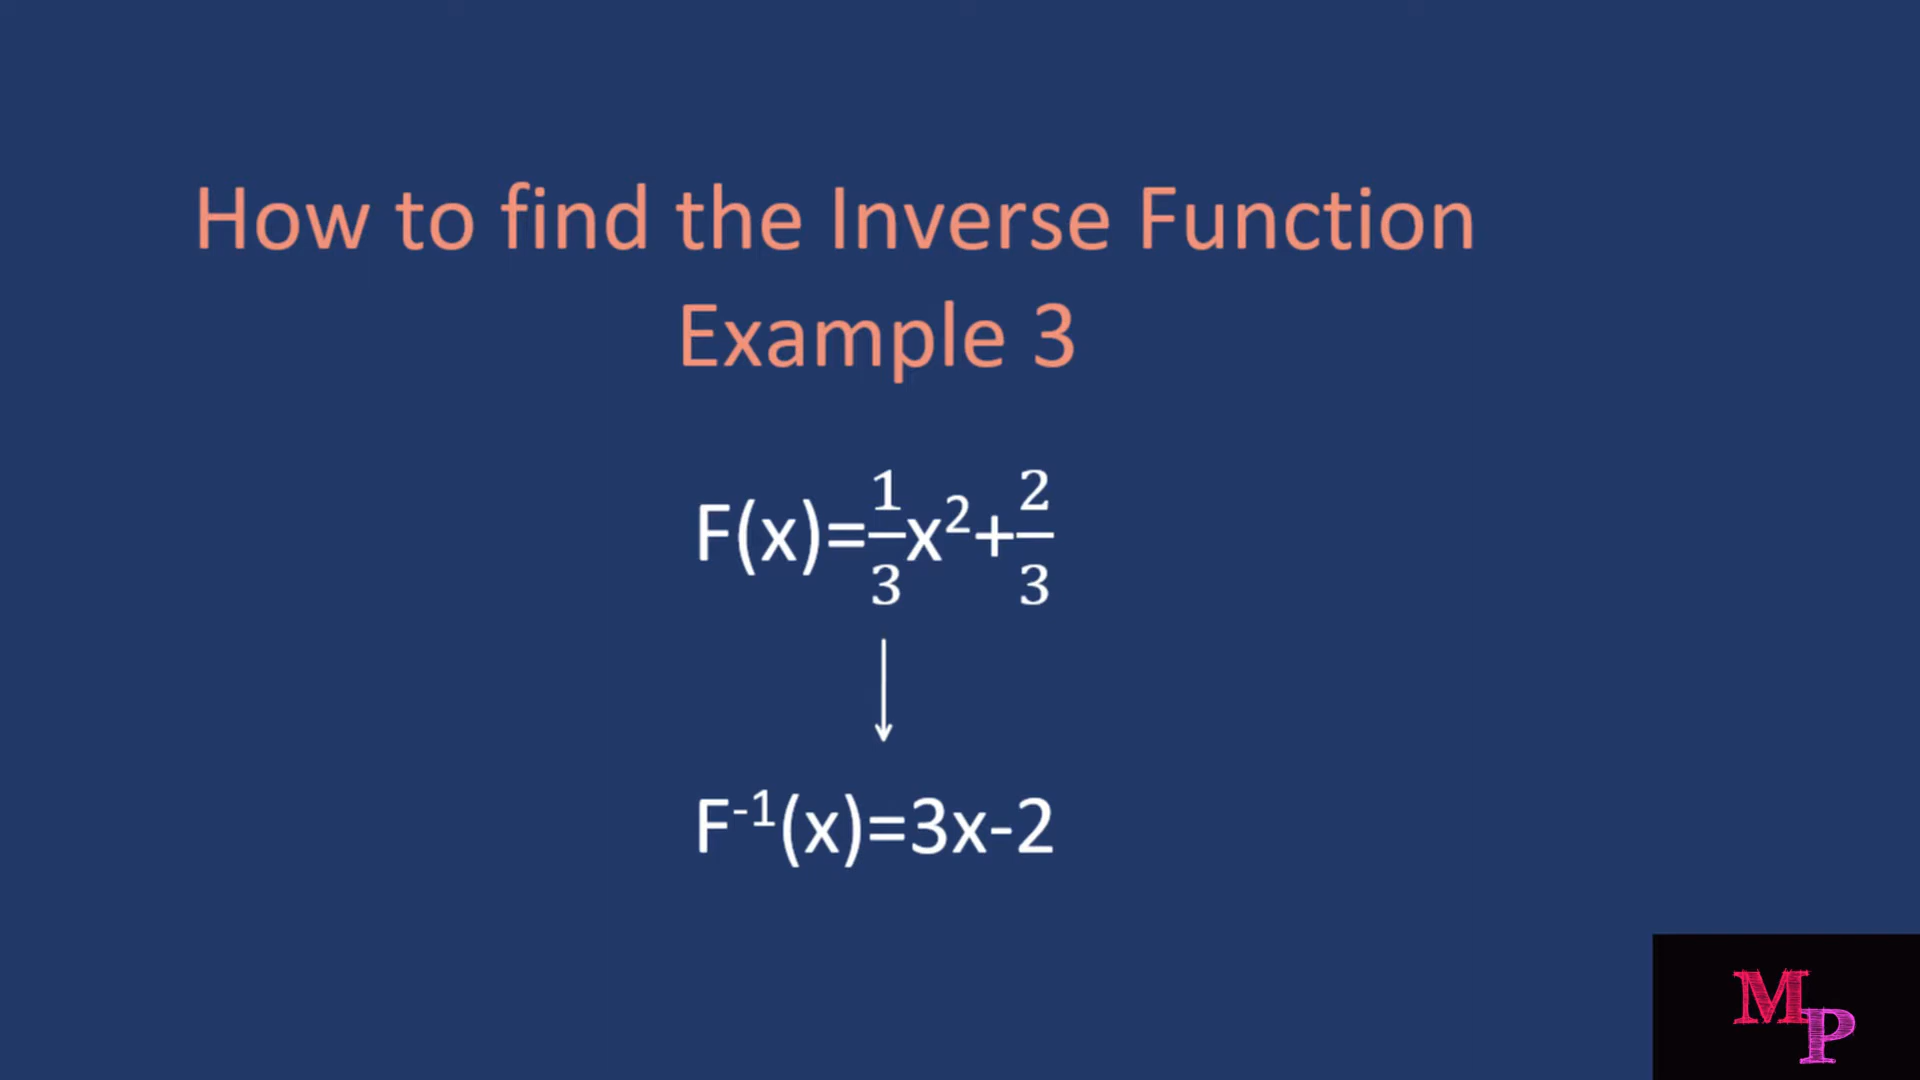 How to find the Inverse Function
Example 3
F(x)=1/3x²+2/3
F⁻¹(x)=3x-2
MP